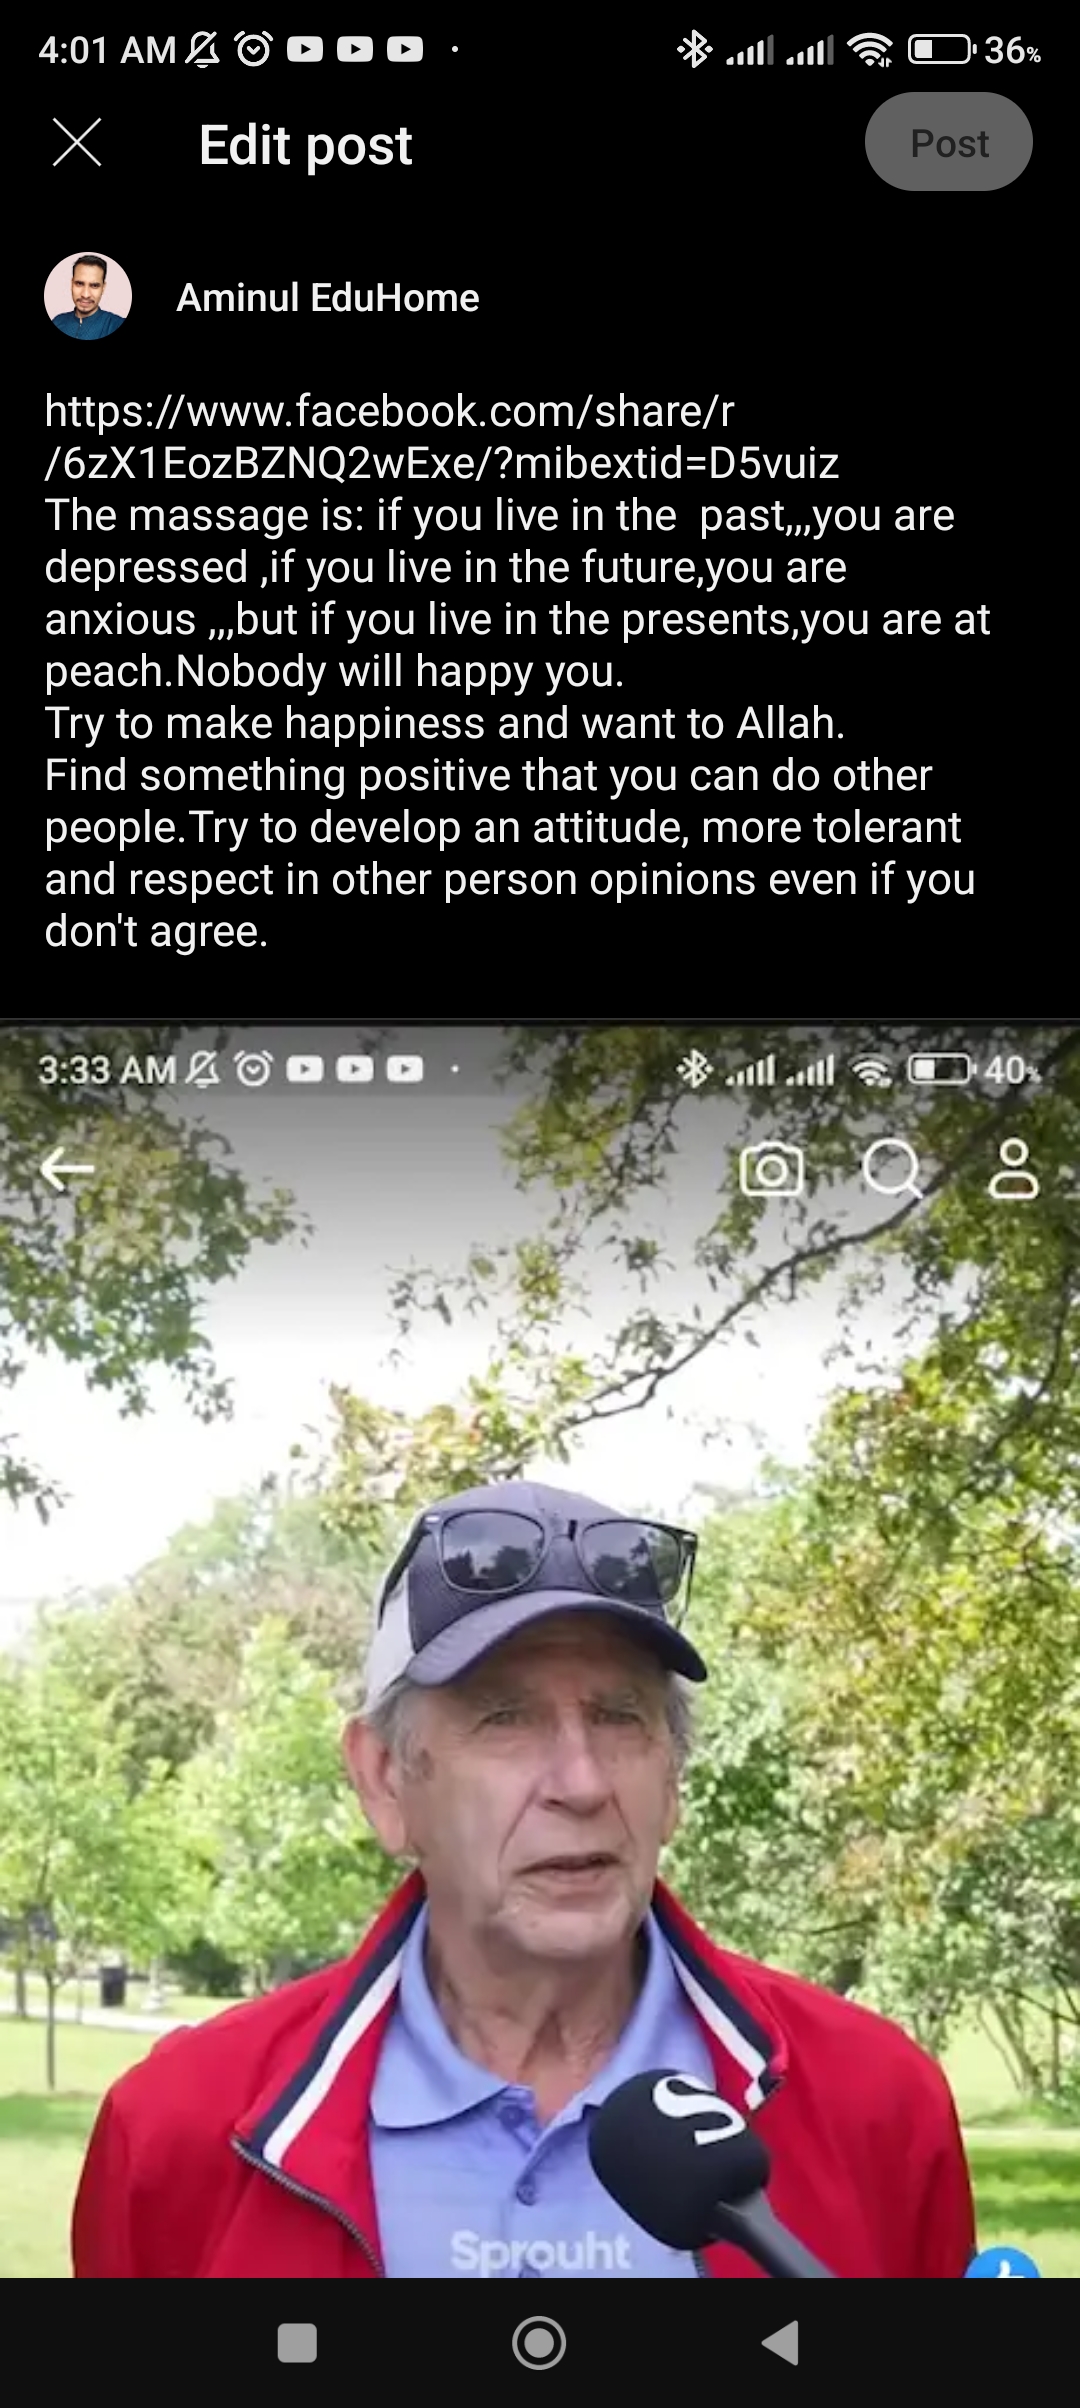 4:01 AM
36%
Edit post
Post
Aminul EduHome
https://www.facebook.com/share/r
/6zX1EozBZNQ2wExe/?mibextid=D5vuiz
The massage is: if you live in the  past,,,you are
depressed ,if you live in the future,you are
anxious ,,,but if you live in the presents,you are at
peach.Nobody will happy you.
Try to make happiness and want to Allah.
Find something positive that you can do other
people.Try to develop an attitude, more tolerant
and respect in other person opinions even if you
don't agree.
3:33 AM
40%
S
Sprouht